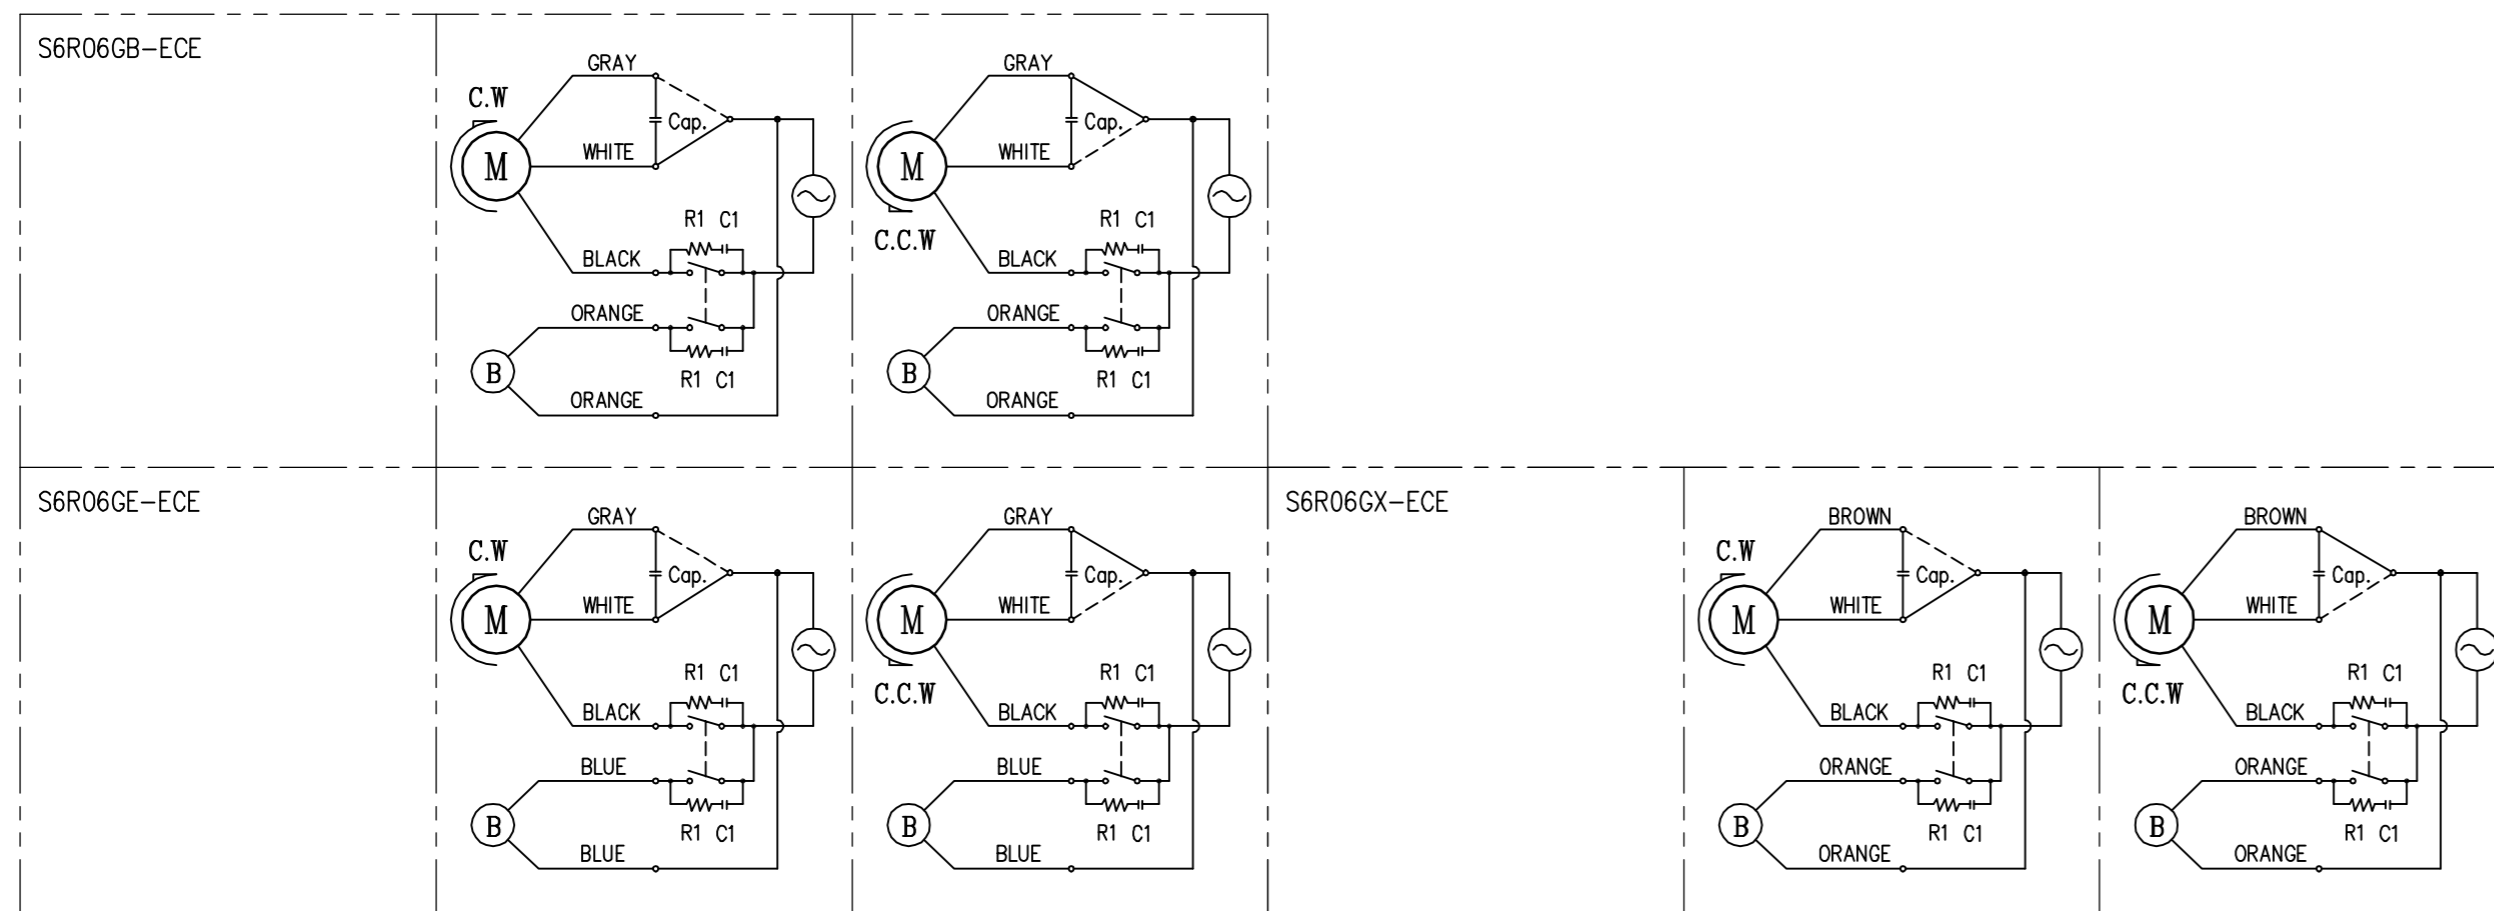 S6R06GB-ECE
C.W
GRAY
Cap.
WHITE
M
R1 C1
BLACK
ORANGE
B
R1 C1
ORANGE
GRAY
Cap.
WHITE
M
C.C.W
R1 C1
BLACK
ORANGE
B
R1 C1
ORANGE
S6R06GE-ECE
C.W
GRAY
Cap.
WHITE
M
R1 C1
BLACK
BLUE
B
R1 C1
BLUE
GRAY
Cap.
WHITE
M
C.C.W
R1 C1
BLACK
BLUE
B
R1 C1
BLUE
S6R06GX-ECE
C.W
BROWN
Cap.
WHITE
M
R1 C1
BLACK
ORANGE
B
R1 C1
ORANGE
BROWN
Cap.
WHITE
M
C.C.W
R1 C1
BLACK
ORANGE
B
R1 C1
ORANGE